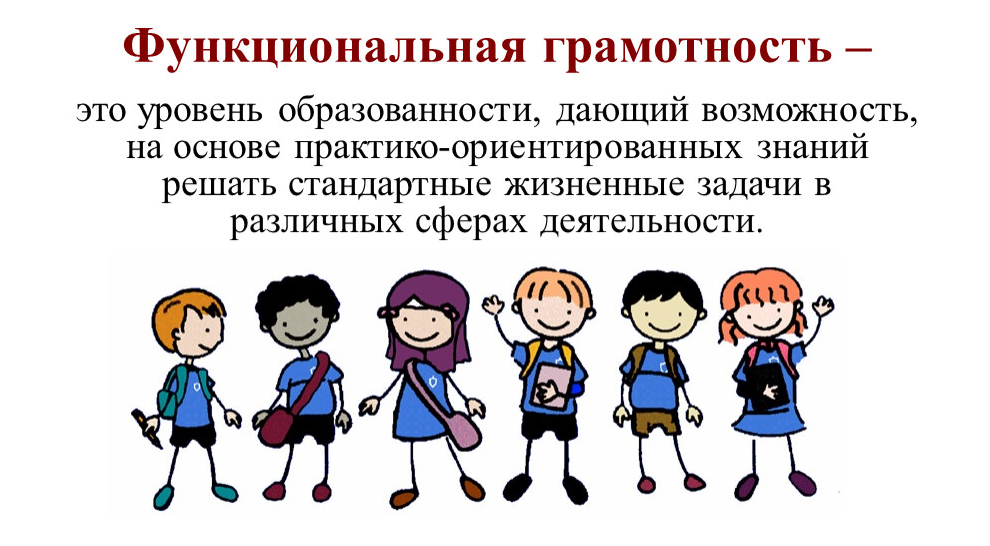 Функциональная грамотность –
это уровень образованности, дающий возможность,
на основе практико-ориентированных знаний
решать стандартные жизненные задачи в
различных сферах деятельности.